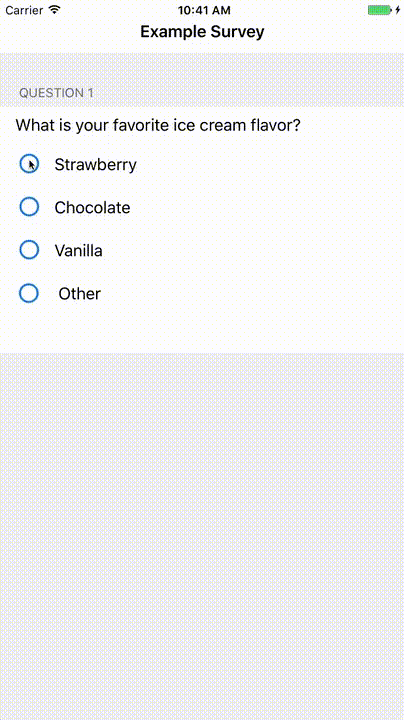 Carrier 10:41 AM
Example Survey
QUESTION 1
What is your favorite ice cream flavor?
Strawberry
Chocolate
Vanilla
Other